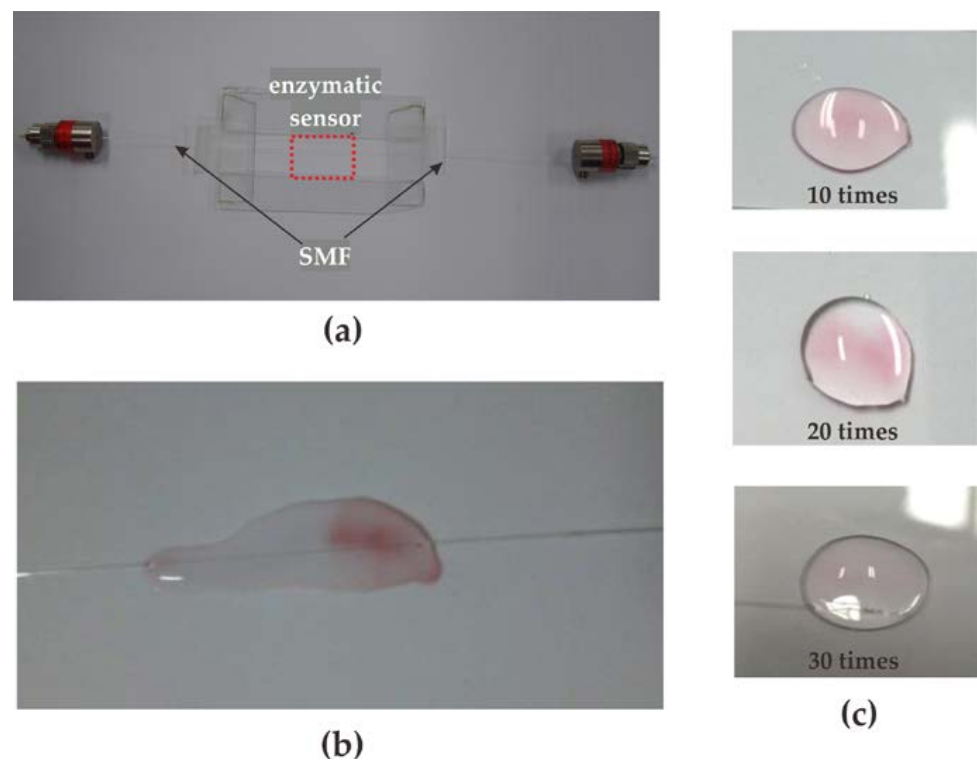 enzymatic
sensor
SMF
(a)
(b)
10 times
20 times
30 times
(c)